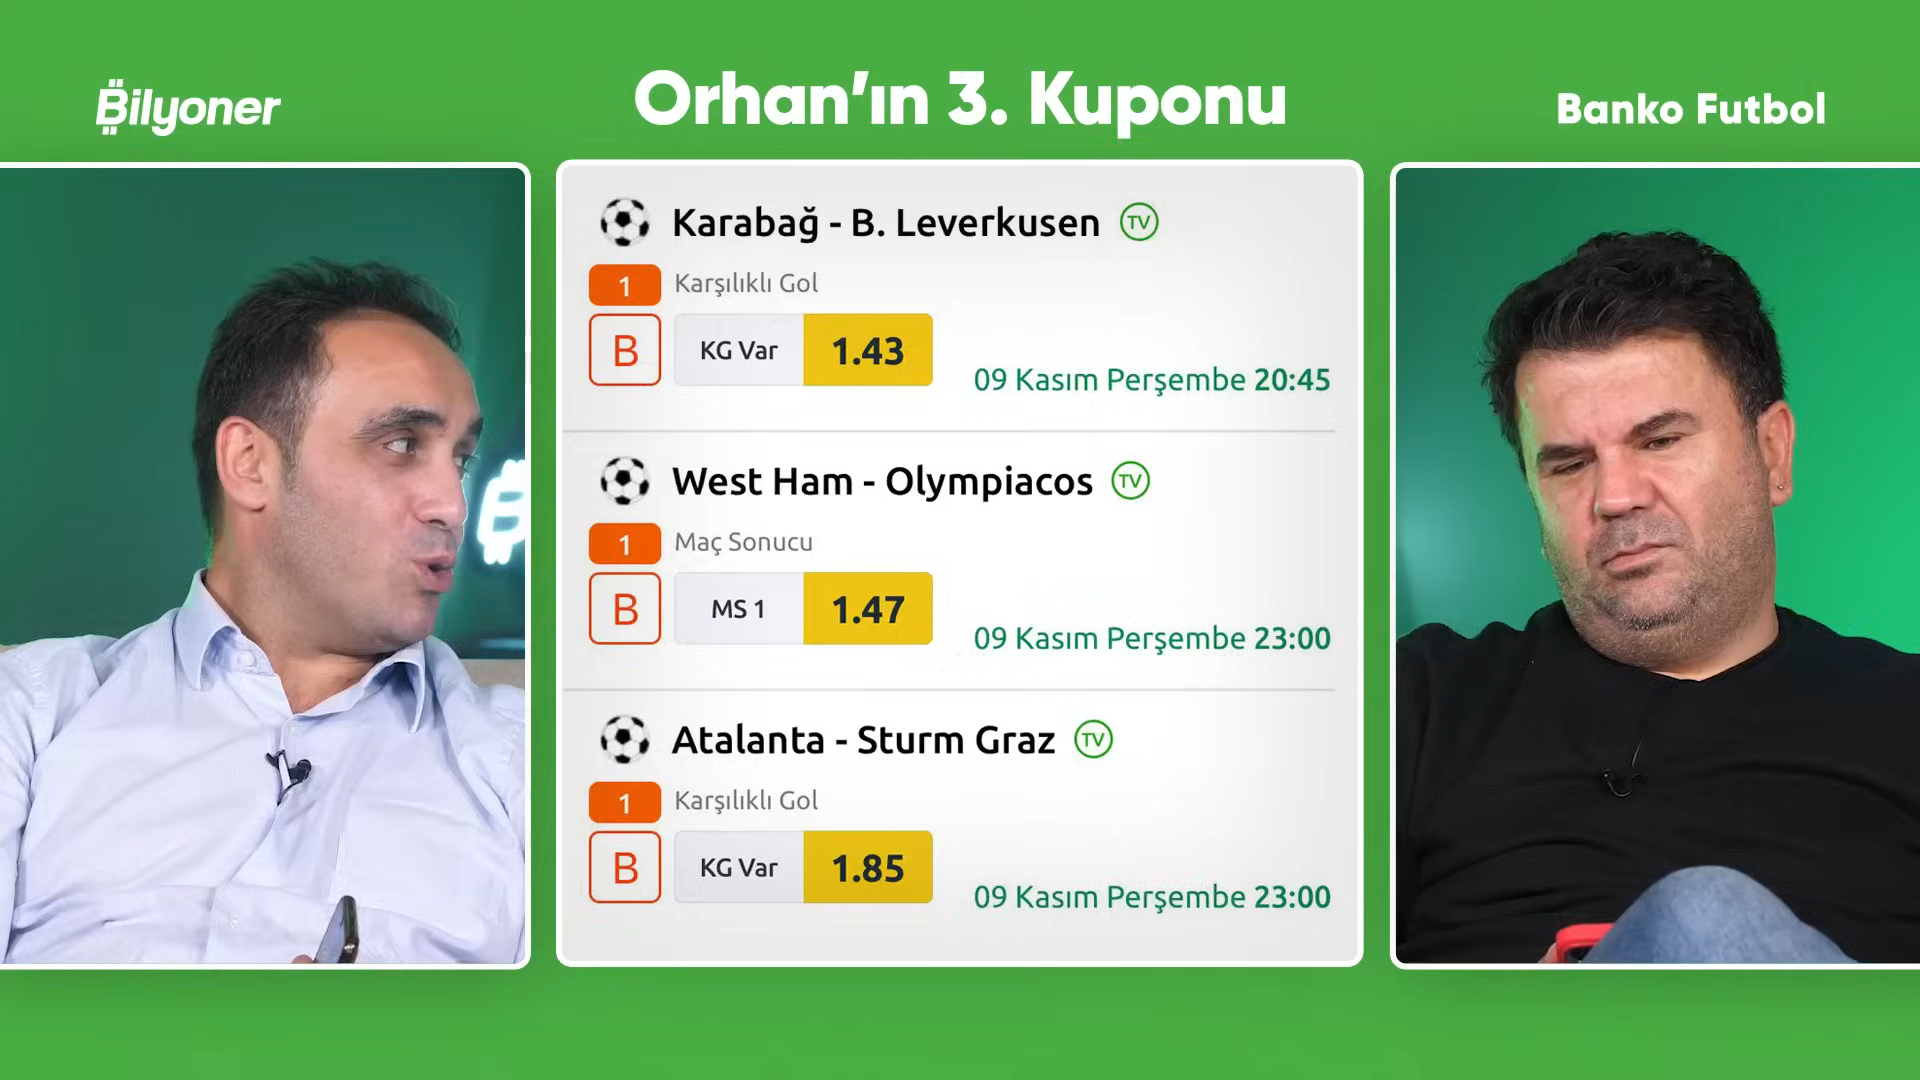 Bilyoner
Orhan’ın 3. Kuponu
Banko Futbol
Karabağ - B. Leverkusen TV
1 Karşılıklı Gol
B KG Var 1.43
09 Kasım Perşembe 20:45
West Ham - Olympiacos TV
1 Maç Sonucu
B MS 1 1.47
09 Kasım Perşembe 23:00
Atalanta - Sturm Graz TV
1 Karşılıklı Gol
B KG Var 1.85
09 Kasım Perşembe 23:00
B